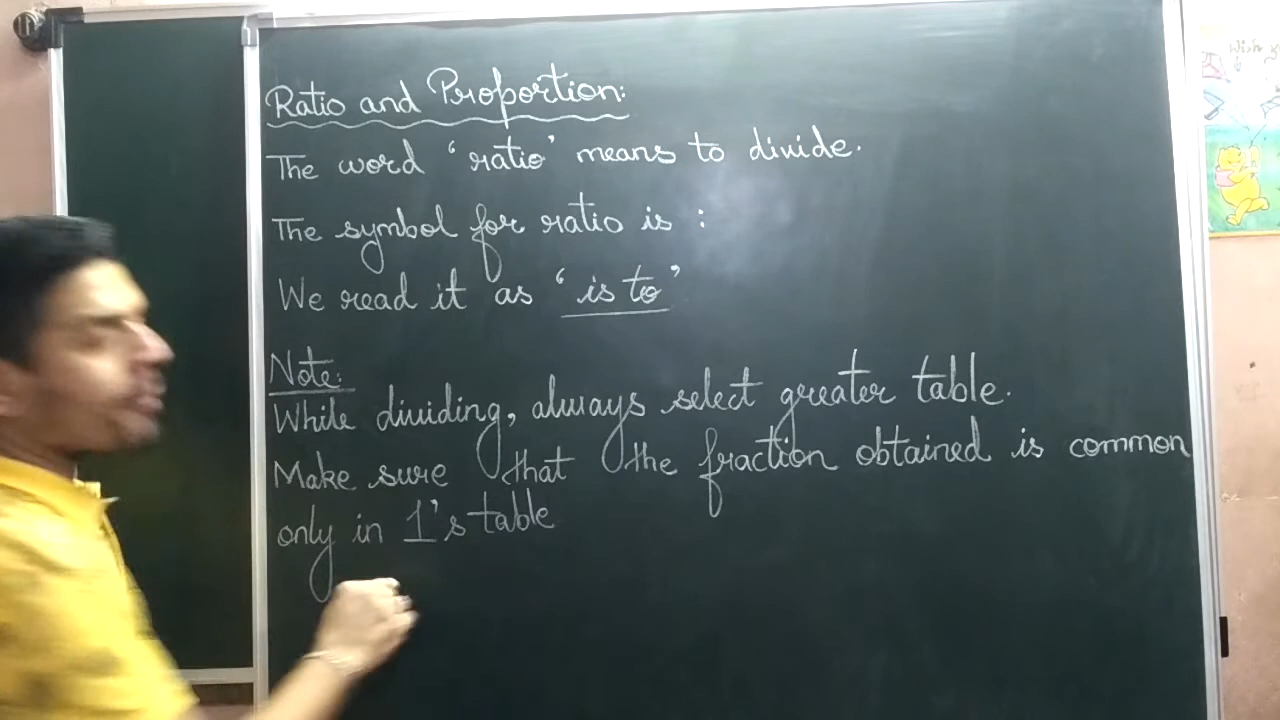 Ratio and Proportion:
The word ‘ratio’ means to divide.
The symbol for ratio is :
We read it as ‘is to’
Note:
While dividing, always select greater table.
Make sure that the fraction obtained is common
only in 1's table
Wish